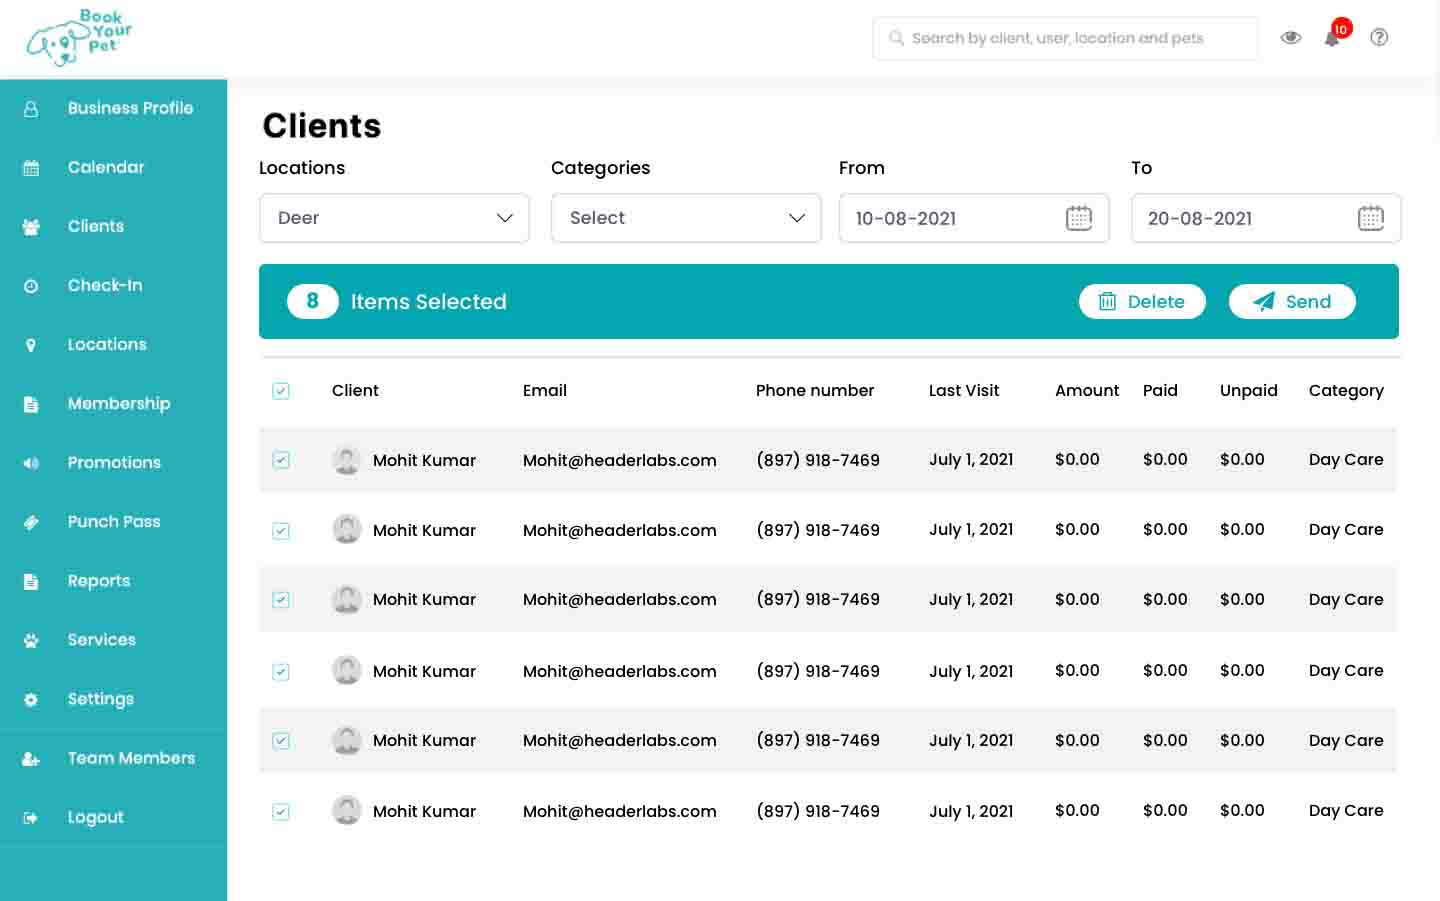 Book
Your
Pet
Search by client, user, location and pets
10
Business Profile
Calendar
Clients
Check-In
Locations
Membership
Promotions
Punch Pass
Reports
Services
Settings
Team Members
Logout
Clients
Locations Categories From To
Deer Select 10-08-2021 20-08-2021
8 Items Selected Delete Send
Client Email Phone number Last Visit Amount Paid Unpaid Category
Mohit Kumar Mohit@headerlabs.com (897) 918-7469 July 1, 2021 $0.00 $0.00 $0.00 Day Care
Mohit Kumar Mohit@headerlabs.com (897) 918-7469 July 1, 2021 $0.00 $0.00 $0.00 Day Care
Mohit Kumar Mohit@headerlabs.com (897) 918-7469 July 1, 2021 $0.00 $0.00 $0.00 Day Care
Mohit Kumar Mohit@headerlabs.com (897) 918-7469 July 1, 2021 $0.00 $0.00 $0.00 Day Care
Mohit Kumar Mohit@headerlabs.com (897) 918-7469 July 1, 2021 $0.00 $0.00 $0.00 Day Care
Mohit Kumar Mohit@headerlabs.com (897) 918-7469 July 1, 2021 $0.00 $0.00 $0.00 Day Care